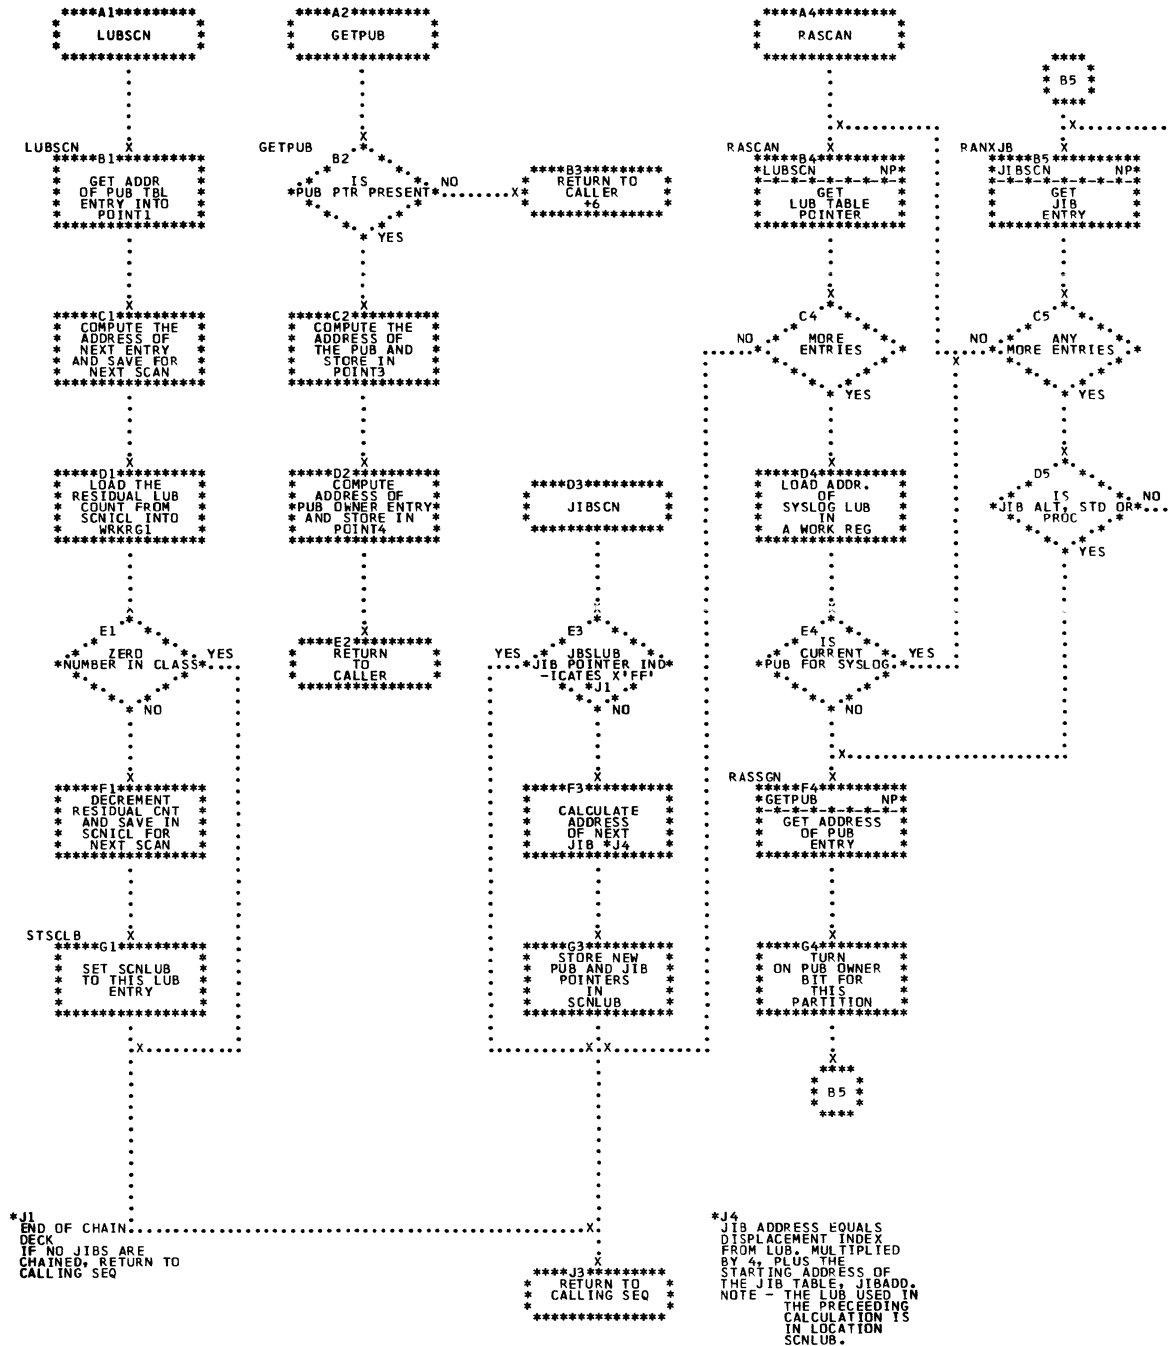 A1
LUBSCN
LUBSCN
B1
GET ADDR
OF PUB TBL
ENTRY INTO
POINT1
C1
COMPUTE THE
ADDRESS OF
NEXT ENTRY
AND SAVE FOR
NEXT SCAN
D1
LOAD THE
RESIDUAL LUB
COUNT FROM
SCNICL INTO
WRKRG1
E1
ZERO
NUMBER IN CLASS
YES
NO
F1
DECREMENT
RESIDUAL CNT
AND SAVE IN
SCNICL FOR
NEXT SCAN
STSCLB
G1
SET SCNLUB
TO THIS LUB
ENTRY
*J1
END OF CHAIN
DECK
IF NO JIBS ARE
CHAINED, RETURN TO
CALLING SEQ
A2
GETPUB
GETPUB
B2
IS
PUB PTR PRESENT
NO
YES
B3
RETURN TO
CALLER
+6
C2
COMPUTE THE
ADDRESS OF
THE PUB AND
STORE IN
POINT3
D2
COMPUTE
ADDRESS OF
PUB OWNER ENTRY
AND STORE IN
POINT4
E2
RETURN
TO
CALLER
D3
JIBSCN
E3
YES
JBSLUB
JIB POINTER IND
-ICATES X'FF'
*J1
NO
F3
CALCULATE
ADDRESS
OF NEXT
JIB *J4
G3
STORE NEW
PUB AND JIB
POINTERS
IN
SCNLUB
J3
RETURN TO
CALLING SEQ
A4
RASCAN
RASCAN
B4
LUBSCN NP
GET
LUB TABLE
POINTER
C4
NO
MORE
ENTRIES
YES
D4
LOAD ADDR.
OF
SYSLOG LUB
IN
A WORK REG
E4
IS
CURRENT
PUB FOR SYSLOG
YES
NO
RASSGN
F4
GETPUB NP
GET ADDRESS
OF PUB
ENTRY
G4
TURN
ON PUB OWNER
BIT FOR
THIS
PARTITION
B5
*J4
JIB ADDRESS EQUALS
DISPLACEMENT INDEX
FROM LUB. MULTIPLIED
BY 4, PLUS THE
STARTING ADDRESS OF
THE JIB TABLE, JIBADD.
NOTE - THE LUB USED IN
THE PRECEEDING
CALCULATION IS
IN LOCATION
SCNLUB.
B5
RANXJB
B5
JIBSCN NP
GET
JIB
ENTRY
C5
NO
ANY
MORE ENTRIES
YES
D5
IS
JIB ALT, STD OR
PROC
NO
YES